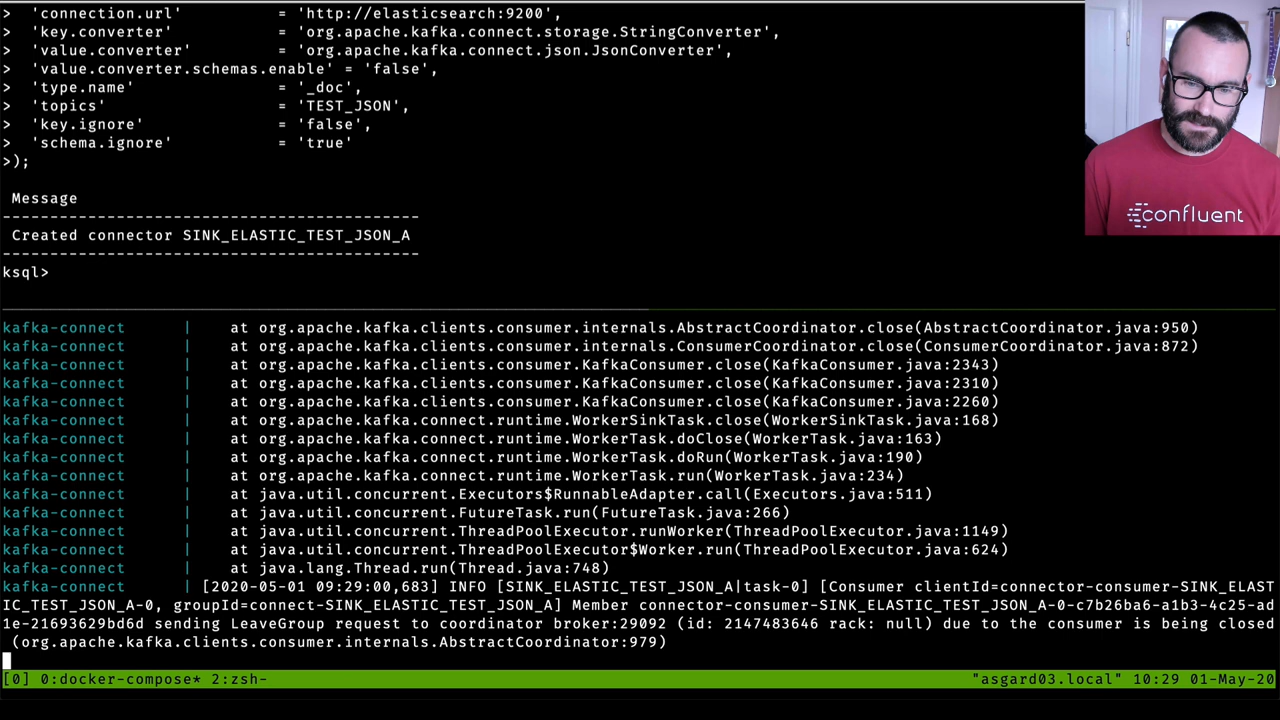 >  'connection.url'           = 'http://elasticsearch:9200',
>  'key.converter'            = 'org.apache.kafka.connect.storage.StringConverter',
>  'value.converter'          = 'org.apache.kafka.connect.json.JsonConverter',
>  'value.converter.schemas.enable' = 'false',
>  'type.name'                = '_doc',
>  'topics'                   = 'TEST_JSON',
>  'key.ignore'               = 'false',
>  'schema.ignore'            = 'true'
>);
Message
--------------------------------------------
Created connector SINK_ELASTIC_TEST_JSON_A
--------------------------------------------
ksql>
confluent
kafka-connect      |    at org.apache.kafka.clients.consumer.internals.AbstractCoordinator.close(AbstractCoordinator.java:950)
kafka-connect      |    at org.apache.kafka.clients.consumer.internals.ConsumerCoordinator.close(ConsumerCoordinator.java:872)
kafka-connect      |    at org.apache.kafka.clients.consumer.KafkaConsumer.close(KafkaConsumer.java:2343)
kafka-connect      |    at org.apache.kafka.clients.consumer.KafkaConsumer.close(KafkaConsumer.java:2310)
kafka-connect      |    at org.apache.kafka.clients.consumer.KafkaConsumer.close(KafkaConsumer.java:2260)
kafka-connect      |    at org.apache.kafka.connect.runtime.WorkerSinkTask.close(WorkerSinkTask.java:168)
kafka-connect      |    at org.apache.kafka.connect.runtime.WorkerTask.doClose(WorkerTask.java:163)
kafka-connect      |    at org.apache.kafka.connect.runtime.WorkerTask.doRun(WorkerTask.java:190)
kafka-connect      |    at org.apache.kafka.connect.runtime.WorkerTask.run(WorkerTask.java:234)
kafka-connect      |    at java.util.concurrent.Executors$RunnableAdapter.call(Executors.java:511)
kafka-connect      |    at java.util.concurrent.FutureTask.run(FutureTask.java:266)
kafka-connect      |    at java.util.concurrent.ThreadPoolExecutor.runWorker(ThreadPoolExecutor.java:1149)
kafka-connect      |    at java.util.concurrent.ThreadPoolExecutor$Worker.run(ThreadPoolExecutor.java:624)
kafka-connect      |    at java.lang.Thread.run(Thread.java:748)
kafka-connect      | [2020-05-01 09:29:00,683] INFO [SINK_ELASTIC_TEST_JSON_A|task-0] [Consumer clientId=connector-consumer-SINK_ELAST
IC_TEST_JSON_A-0, groupId=connect-SINK_ELASTIC_TEST_JSON_A] Member connector-consumer-SINK_ELASTIC_TEST_JSON_A-0-c7b26ba6-a1b3-4c25-ad
1e-21693629bd6d sending LeaveGroup request to coordinator broker:29092 (id: 2147483646 rack: null) due to the consumer is being closed
(org.apache.kafka.clients.consumer.internals.AbstractCoordinator:979)
[0] 0:docker-compose* 2:zsh-    "asgard03.local" 10:29 01-May-20